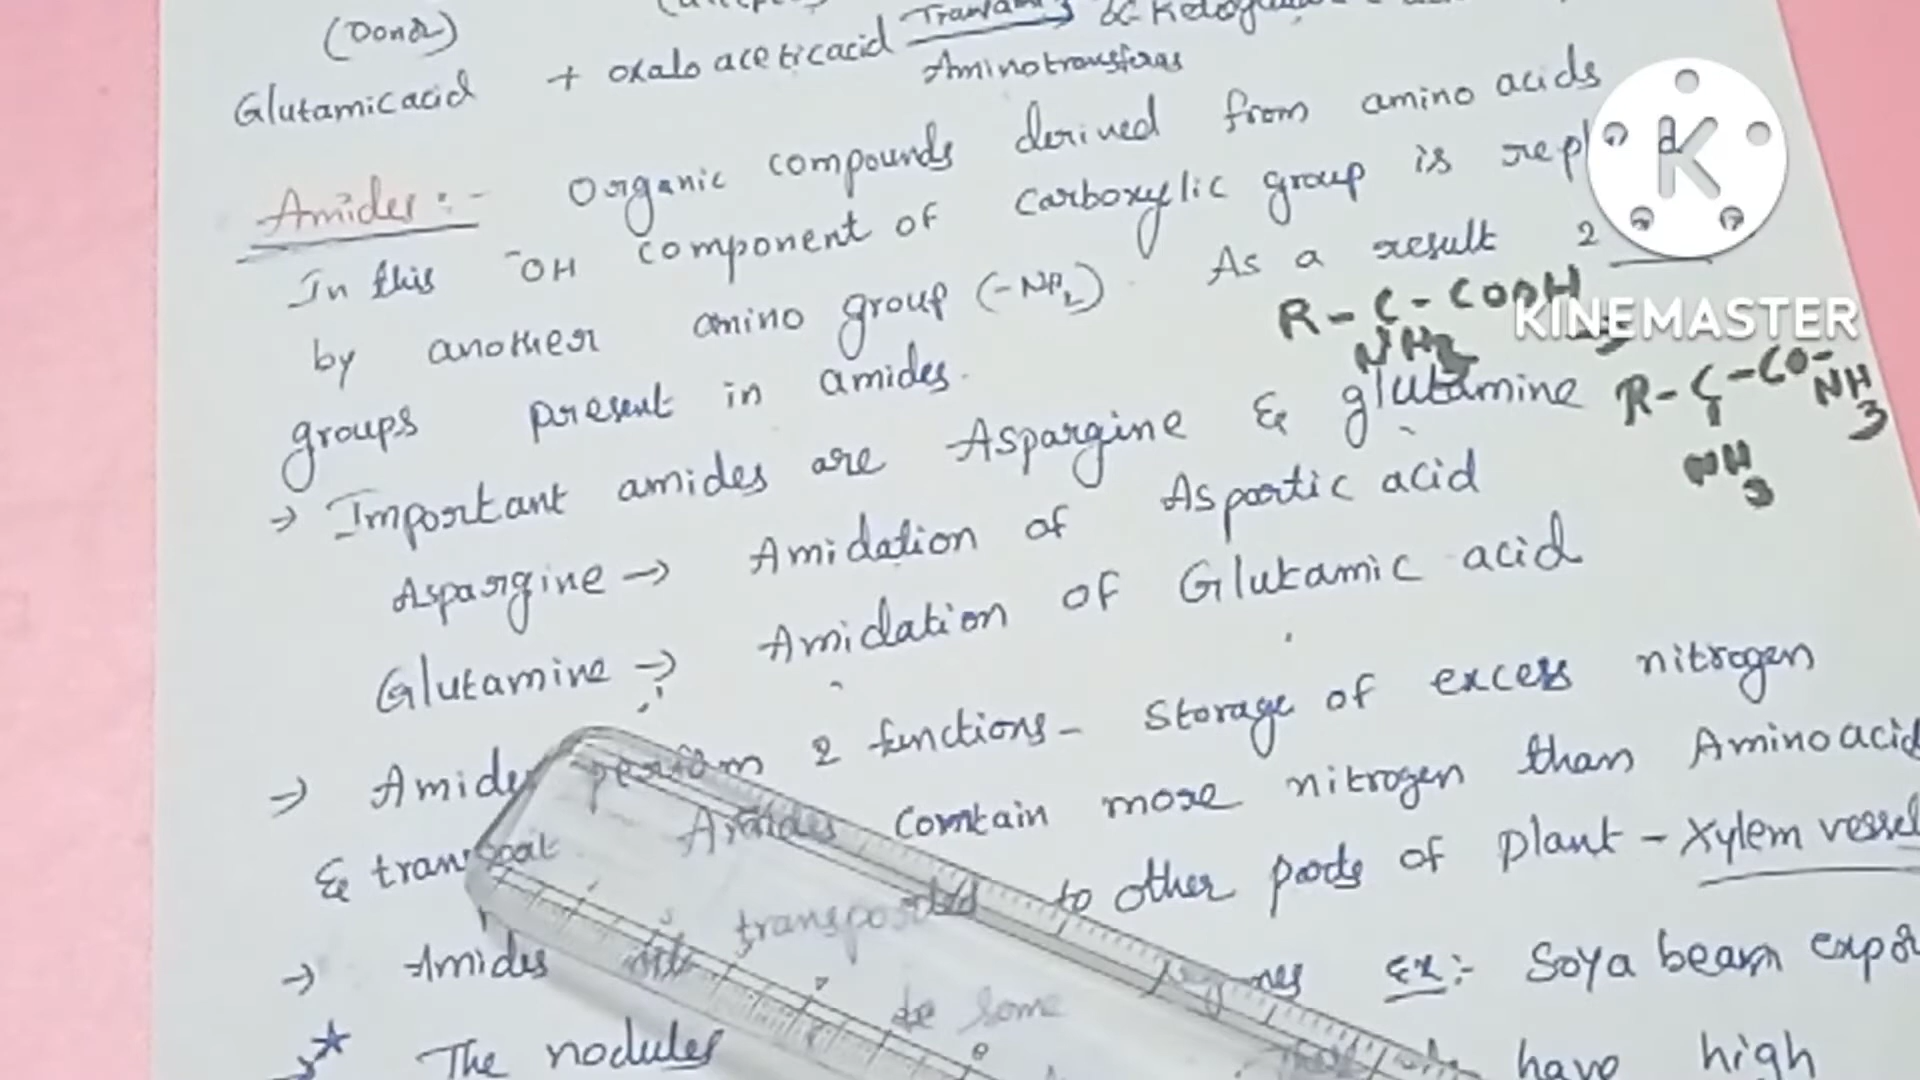 (Donor)
Glutamicacid + oxaloaceticacid
Aminotransferas
Amides :- Organic compounds derived from amino acids
In this -OH component of carboxylic group is
by another amino group (-NH2). As a result 2
groups present in amides.
R-C-COOH
NH2
R-C-CO-NH3
NH3
KINEMASTER
→ Important amides are Aspargine & glutamine
Aspargine → Amidation of Aspartic acid
Glutamine → Amidation of Glutamic acid
→ Amides perform 2 functions - Storage of excess nitrogen
& transport Amides contain more nitrogen than Aminoacid
→ Amides transported to other parts of plant - Xylem vessel
★ The nodules of some Ex:- Soya bean
have high